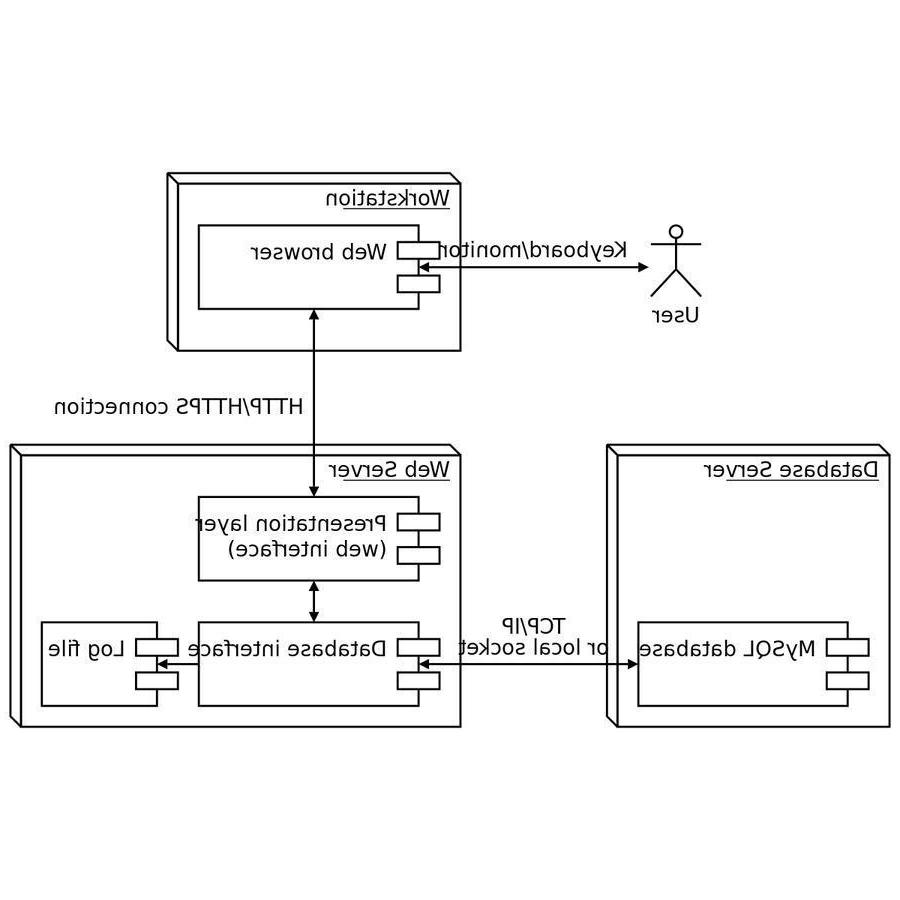 Workstation
Web browser
Keyboard/monitor
User
HTTP/HTTPS connection
Web Server
Presentation layer
(web interface)
Database interface
Log file
TCP/IP
or local socket
Database Server
MySQL database